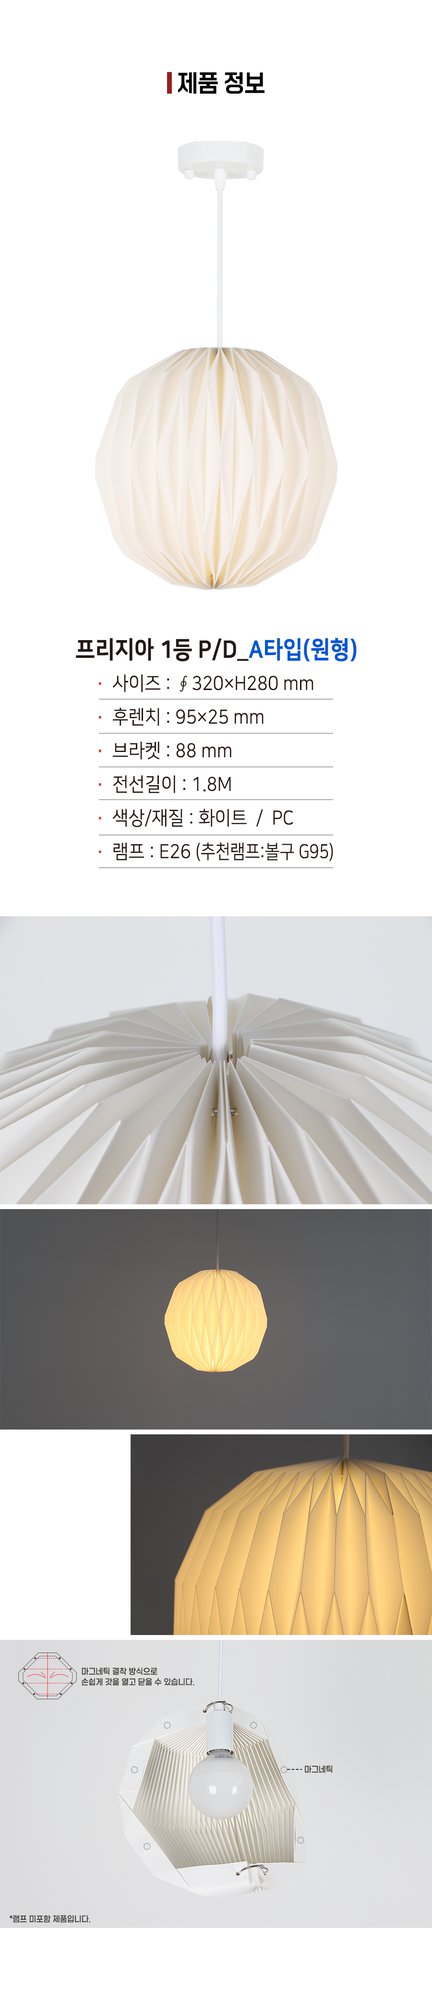 제품 정보
프리지아 1등 P/D_A타입(원형)
· 사이즈 : ∮320×H280 mm
· 후렌치 : 95×25 mm
· 브라켓 : 88 mm
· 전선길이 : 1.8M
· 색상/재질 : 화이트 / PC
· 램프 : E26 (추천램프:볼구 G95)
마그네틱 결착 방식으로
손쉽게 갓을 열고 닫을 수 있습니다.
마그네틱
*램프 미포함 제품입니다.